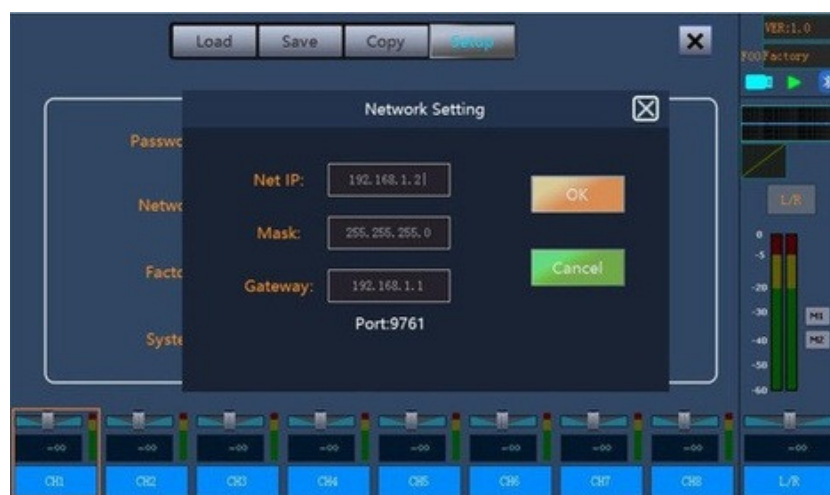 Load Save Copy Setup
VER:1.0
F00Factory
Network Setting
Passwo
Net IP: 192.168.1.2
OK
Netwo
L/R
Mask: 255.255.255.0
0
-5
Facto
Cancel
Gateway: 192.168.1.1
-20
Port:9761
-30 M1
Syste
-40 M2
-50
-60
-∞ -∞ -∞ -∞ -∞ -∞ -∞ -∞ -∞
CH1 CH2 CH3 CH4 CH5 CH6 CH7 CH8 L/R